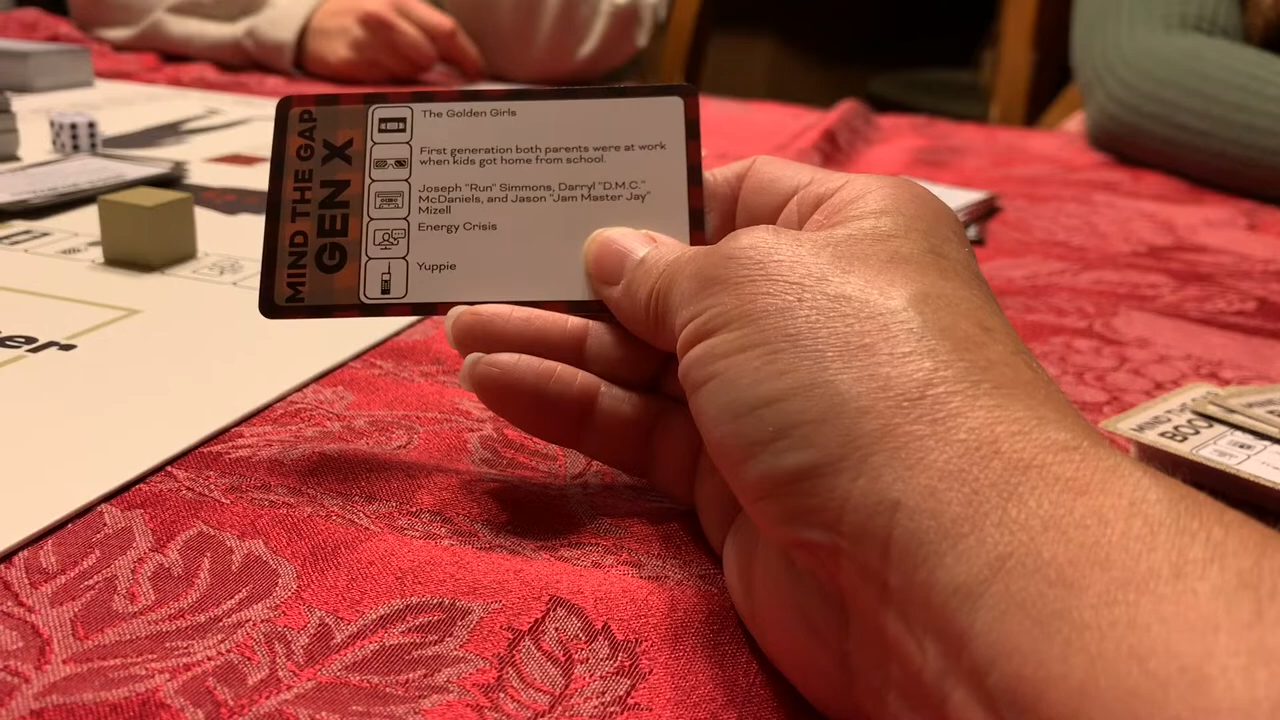 MIND THE GAP
GEN X
The Golden Girls
First generation both parents were at work
when kids got home from school.
Joseph "Run" Simmons, Darryl "D.M.C."
McDaniels, and Jason "Jam Master Jay"
Mizell
Energy Crisis
Yuppie
er
MIND THE
BOO